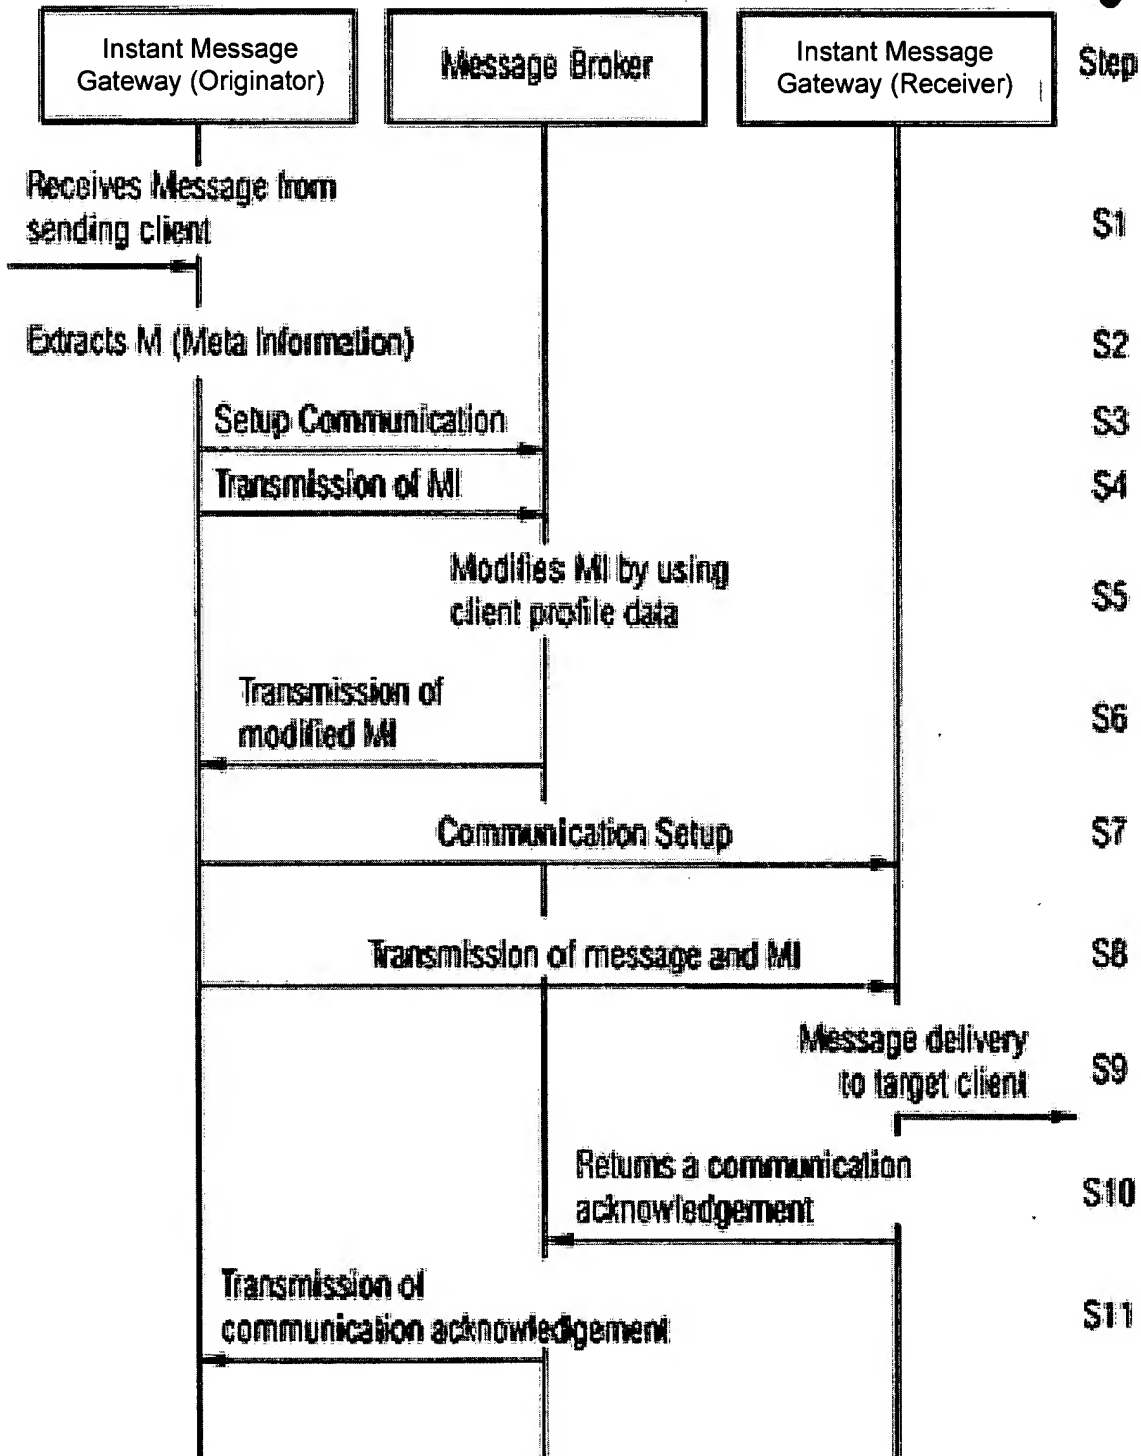 Instant Message
Gateway (Originator)
Message Broker
Instant Message
Gateway (Receiver)
Step
Receives Message from
sending client
S1
Extracts M (Meta Information)
S2
Setup Communication
S3
Transmission of MI
S4
Modifies MI by using
client profile data
S5
Transmission of
modified MI
S6
Communication Setup
S7
Transmission of message and MI
S8
Message delivery
to target client
S9
Returns a communication
acknowledgement
S10
Transmission of
communication acknowledgement
S11